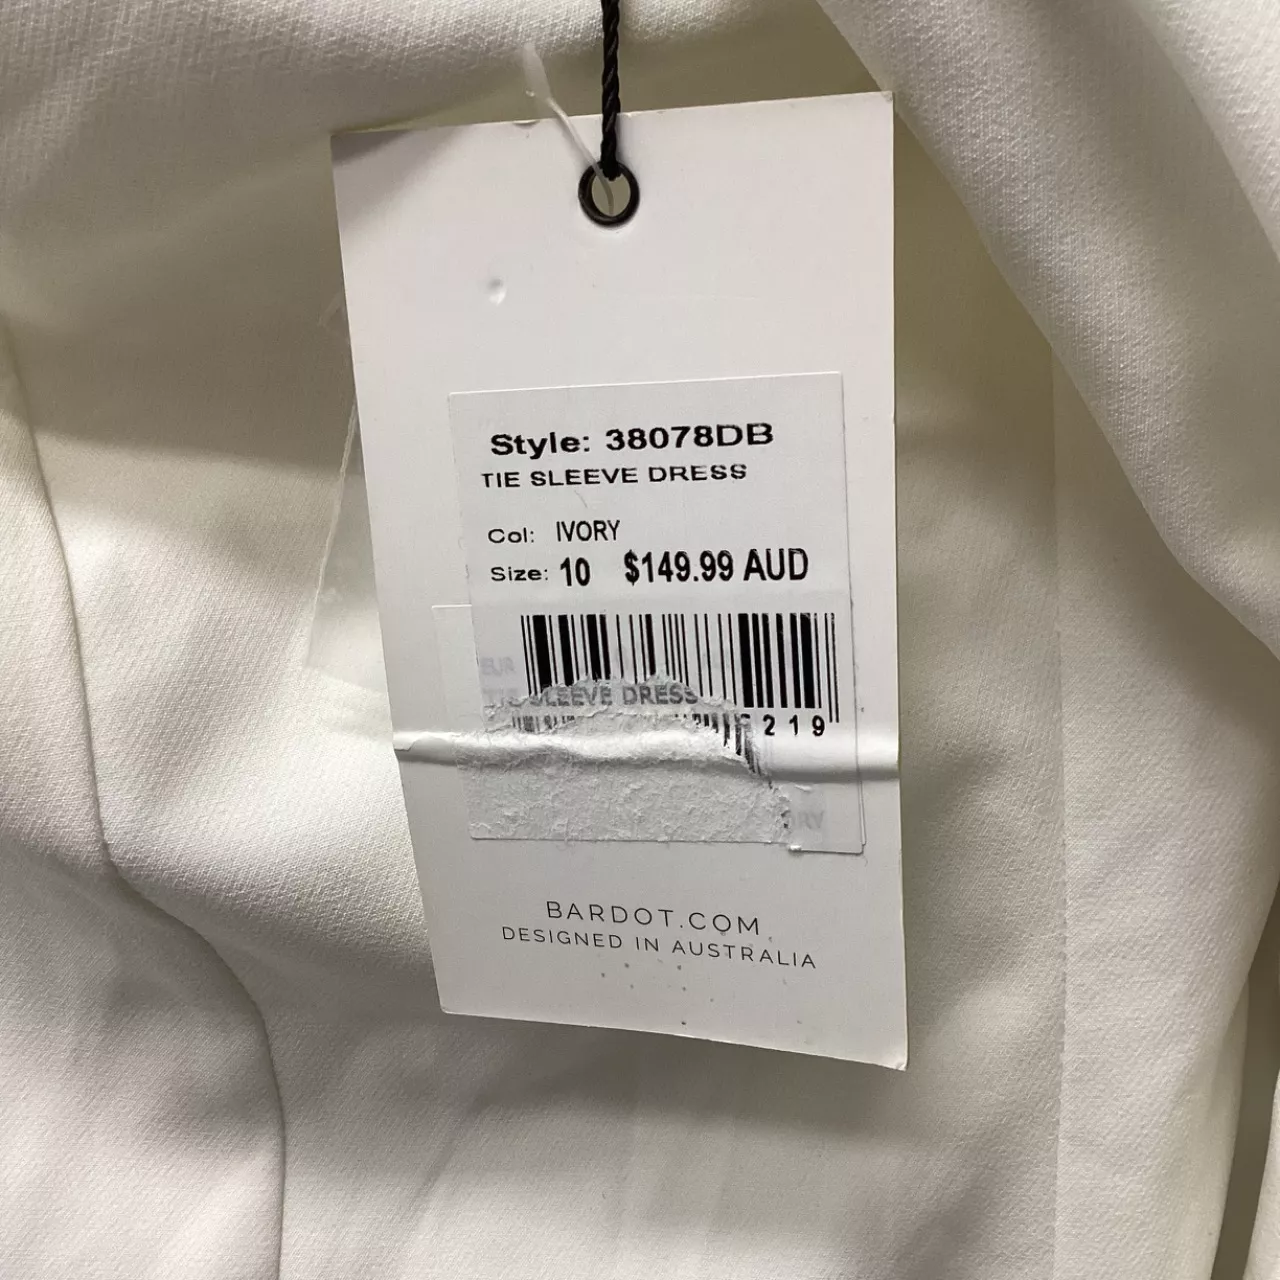 Style: 38078DB
TIE SLEEVE DRESS
Col: IVORY
Size: 10 $149.99 AUD
EUR
TIE SLEEVE DRESS
219
BARDOT.COM
DESIGNED IN AUSTRALIA